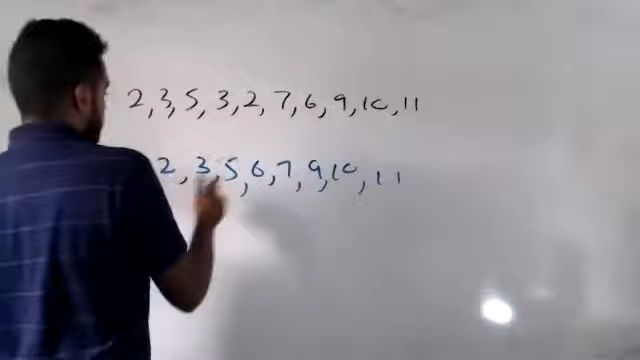 2, 3, 5, 3, 2, 7, 6, 9, 10, 11
2, 3, 5, 6, 7, 9, 10, 11